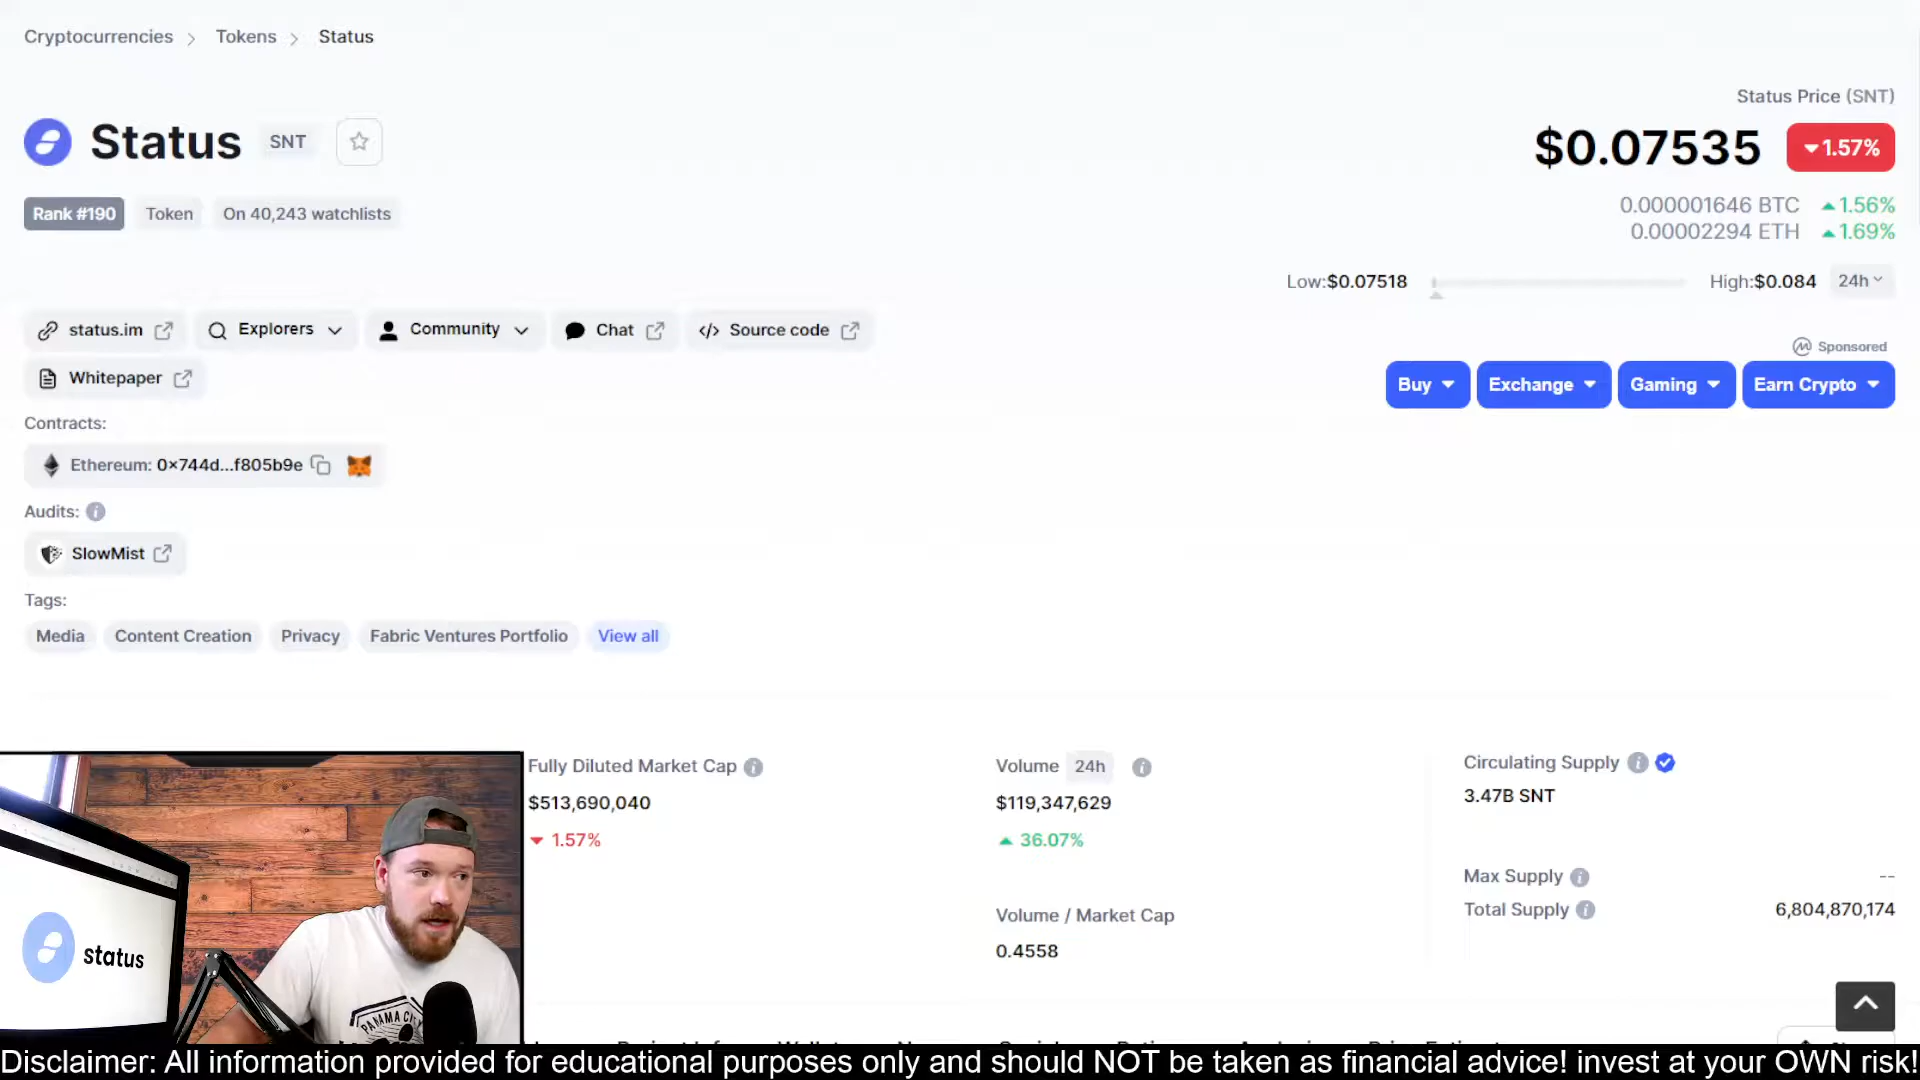 Cryptocurrencies > Tokens > Status
Status Price (SNT)
Status SNT
$0.07535 1.57%
Rank #190 Token On 40,243 watchlists
0.000001646 BTC 1.56%
0.00002294 ETH 1.69%
Low:$0.07518 High:$0.084 24h
status.im Explorers Community Chat </> Source code
Sponsored
Whitepaper
Buy Exchange Gaming Earn Crypto
Contracts:
Ethereum: 0x744d...f805b9e
Audits:
SlowMist
Tags:
Media Content Creation Privacy Fabric Ventures Portfolio View all
Fully Diluted Market Cap
$513,690,040
1.57%
Volume 24h
$119,347,629
36.07%
Volume / Market Cap
0.4558
Circulating Supply
3.47B SNT
Max Supply --
Total Supply 6,804,870,174
status
PANAMA
Disclaimer: All information provided for educational purposes only and should NOT be taken as financial advice! invest at your OWN risk!